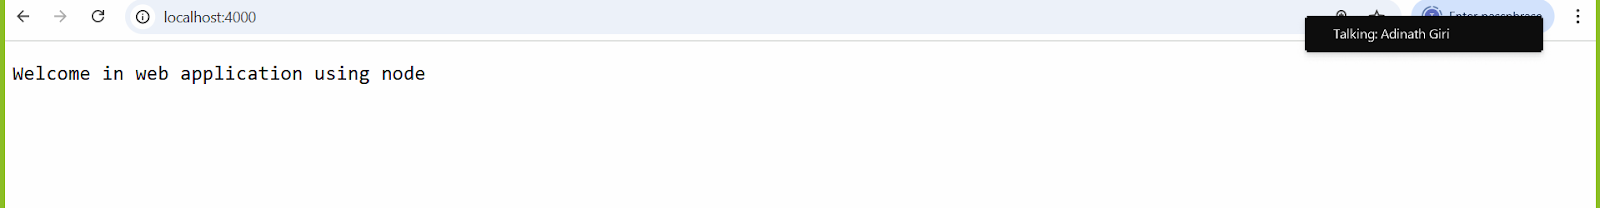 localhost:4000
Talking: Adinath Giri
Welcome in web application using node